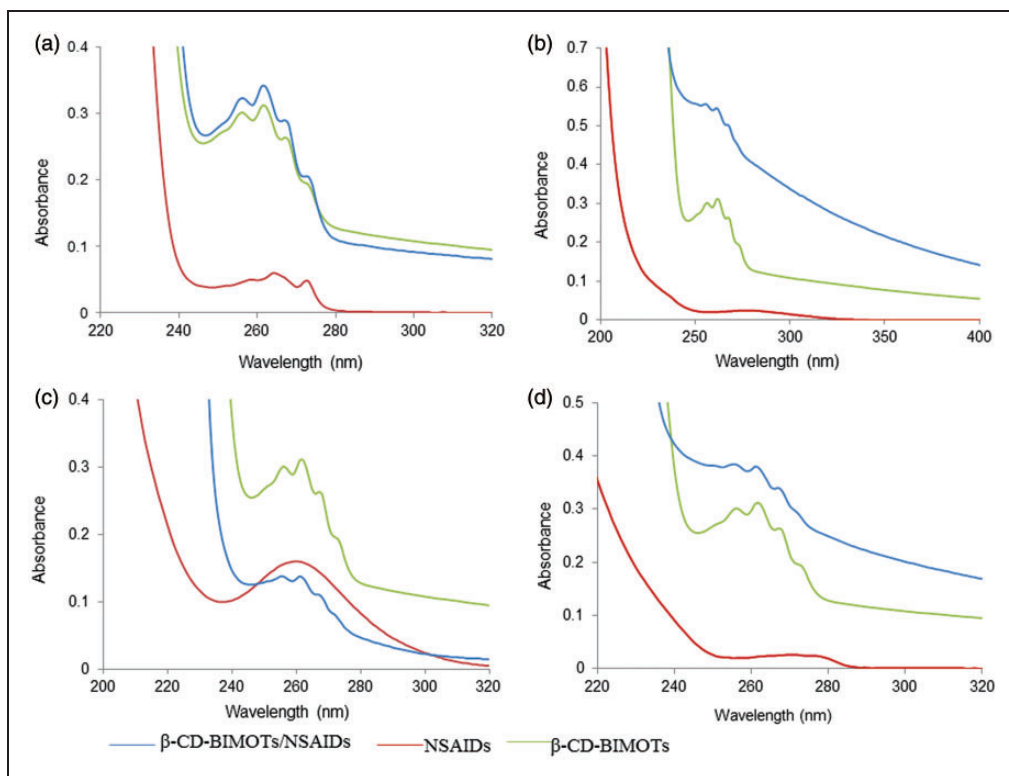 (a)
0.4
0.3
0.2
0.1
0
Absorbance
220 240 260 280 300 320
Wavelength (nm)
(b)
0.7
0.6
0.5
0.4
0.3
0.2
0.1
0
Absorbance
200 250 300 350 400
Wavelength (nm)
(c)
0.4
0.3
0.2
0.1
0
Absorbance
200 220 240 260 280 300 320
Wavelength (nm)
(d)
0.5
0.4
0.3
0.2
0.1
0
Absorbance
220 240 260 280 300 320
Wavelength (nm)
β-CD-BIMOTs/NSAIDs NSAIDs β-CD-BIMOTs